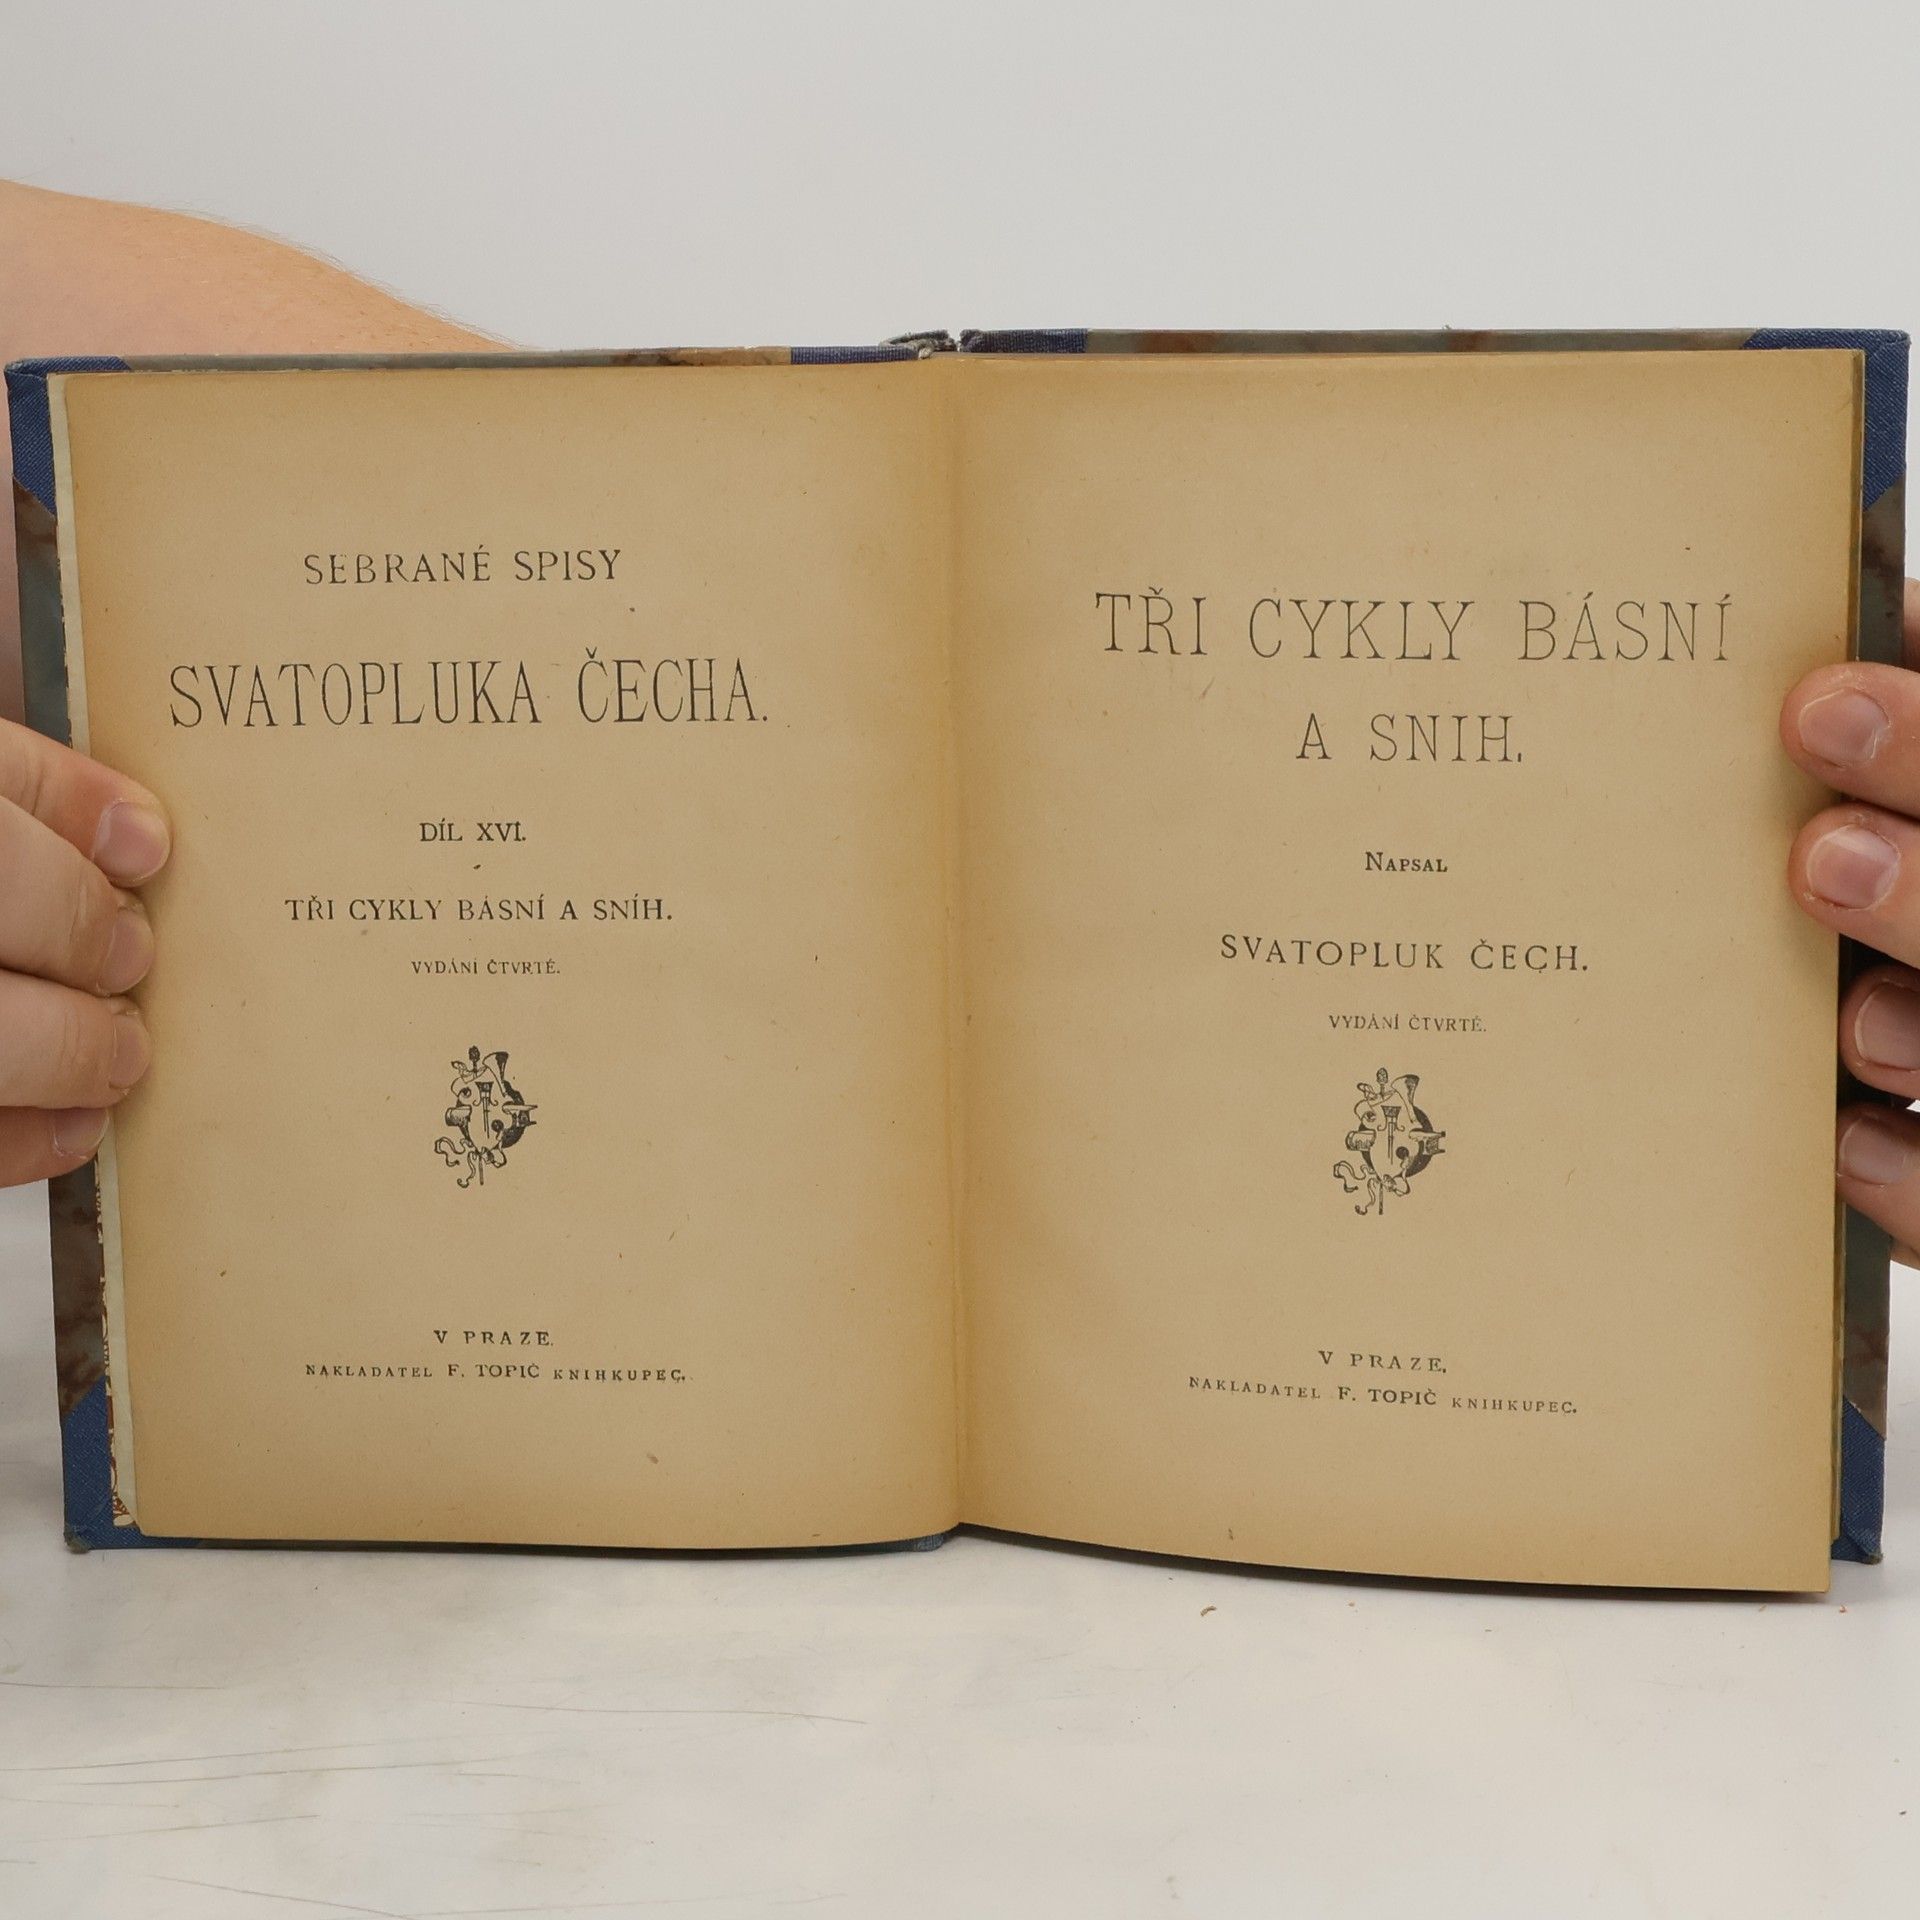 SEBRANÉ SPISY
SVATOPLUKA ČECHA.
DÍL XVI.
TŘI CYKLY BÁSNÍ A SNÍH.
VYDÁNÍ ČTVRTÉ.
V PRAZE.
NAKLADATEL F. TOPIČ KNIHKUPEC.
TŘI CYKLY BÁSNÍ
A SNIH.
NAPSAL
SVATOPLUK ČECH.
VYDÁNÍ ČTVRTÉ.
V PRAZE.
NAKLADATEL F. TOPIČ KNIHKUPEC.